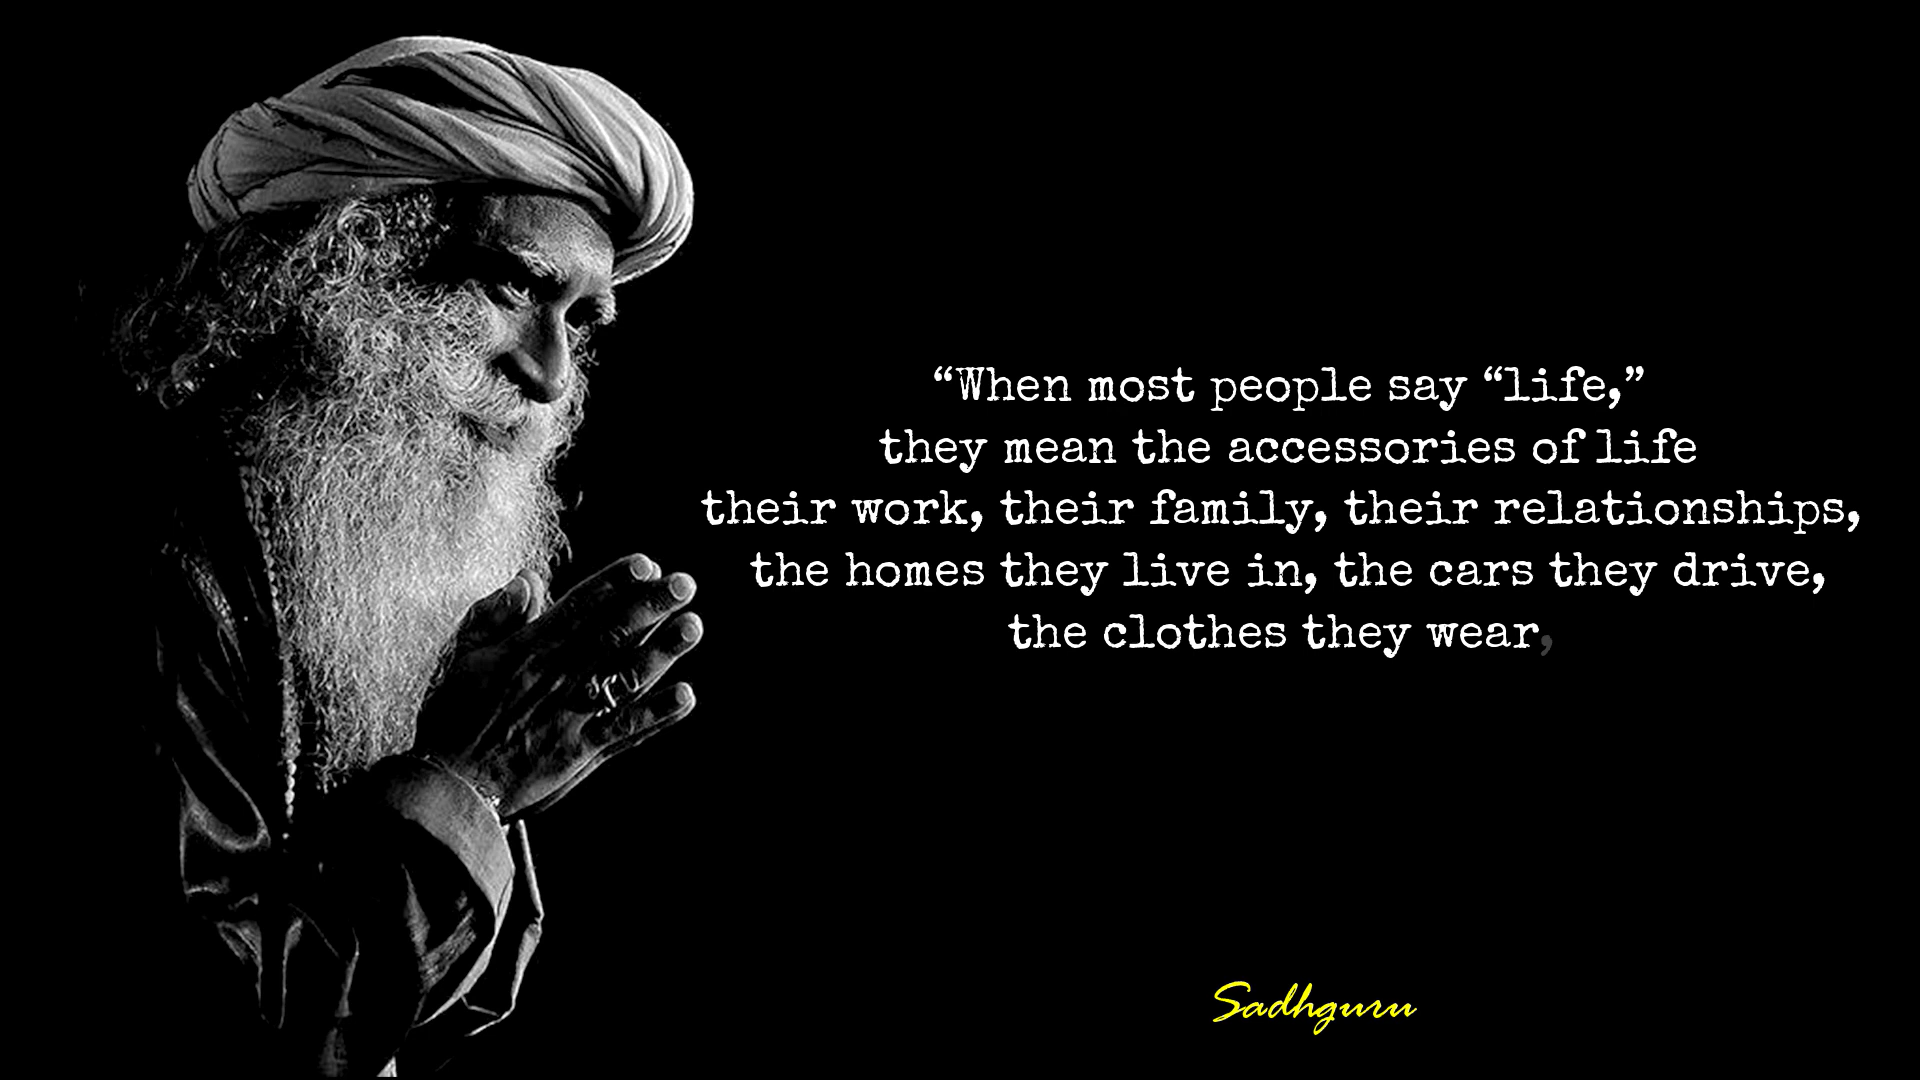 “When most people say “life,”
they mean the accessories of life
their work, their family, their relationships,
the homes they live in, the cars they drive,
the clothes they wear,
Sadhguru